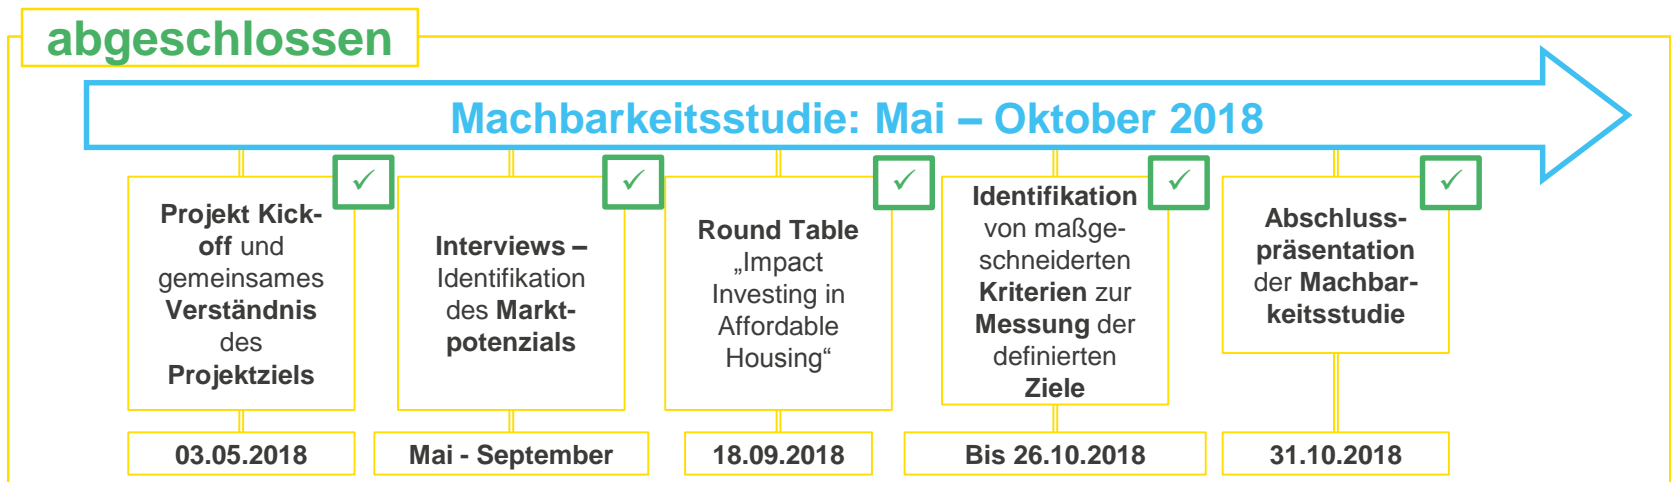 abgeschlossen
Machbarkeitsstudie: Mai – Oktober 2018
✓
Projekt Kick-
off und
gemeinsames
Verständnis
des
Projektziels
03.05.2018
✓
Interviews –
Identifikation
des Markt-
potenzials
Mai - September
✓
Round Table
„Impact
Investing in
Affordable
Housing“
18.09.2018
✓
Identifikation
von maßge-
schneiderten
Kriterien zur
Messung der
definierten
Ziele
Bis 26.10.2018
✓
Abschluss-
präsentation
der Machbar-
keitsstudie
31.10.2018